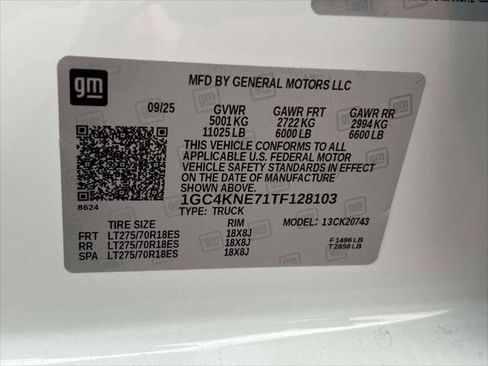 gm
MFD BY GENERAL MOTORS LLC
09/25 GVWR GAWR FRT GAWR RR
5001 KG 2722 KG 2994 KG
11025 LB 6000 LB 6600 LB
THIS VEHICLE CONFORMS TO ALL
APPLICABLE U.S. FEDERAL MOTOR
VEHICLE SAFETY STANDARDS IN EFFECT
ON THE DATE OF MANUFACTURE
SHOWN ABOVE.
1GC4KNE71TF128103
8624
TYPE: TRUCK
MODEL: 13CK20743
TIRE SIZE RIM
FRT LT275/70R18ES 18X8J
RR LT275/70R18ES 18X8J
SPA LT275/70R18ES 18X8J
F 1496 LB
T 2858 LB